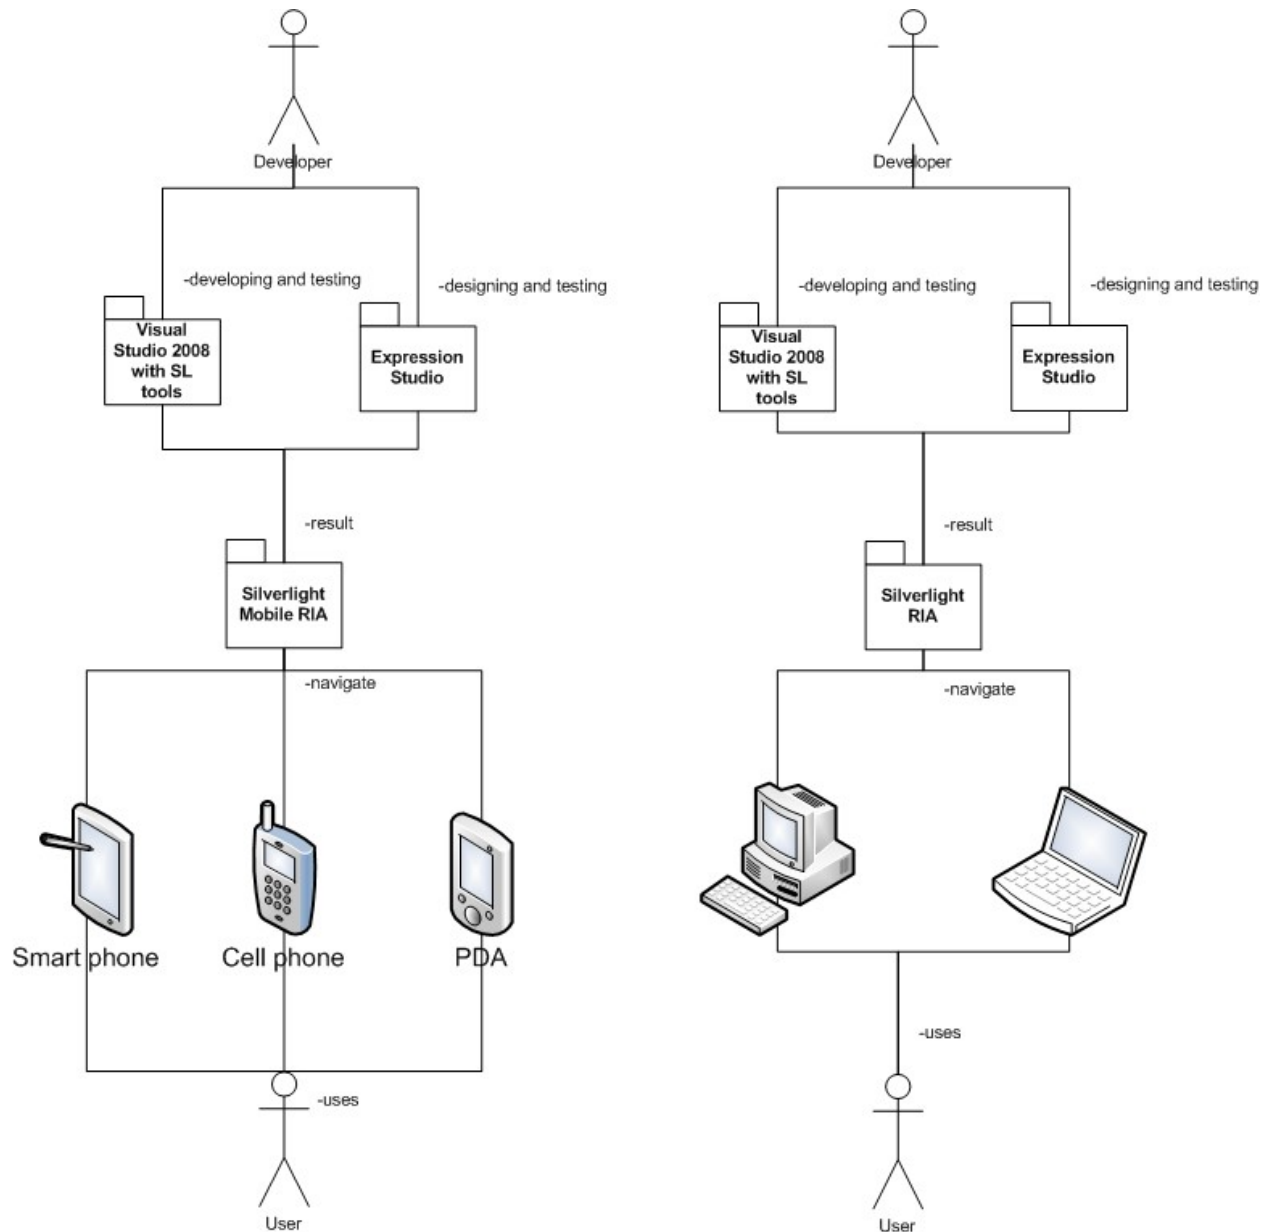 Developer
-developing and testing
-designing and testing
Visual
Studio 2008
with SL
tools
Expression
Studio
-result
Silverlight
Mobile RIA
-navigate
Smart phone
Cell phone
PDA
-uses
User
Developer
-developing and testing
-designing and testing
Visual
Studio 2008
with SL
tools
Expression
Studio
-result
Silverlight
RIA
-navigate
-uses
User